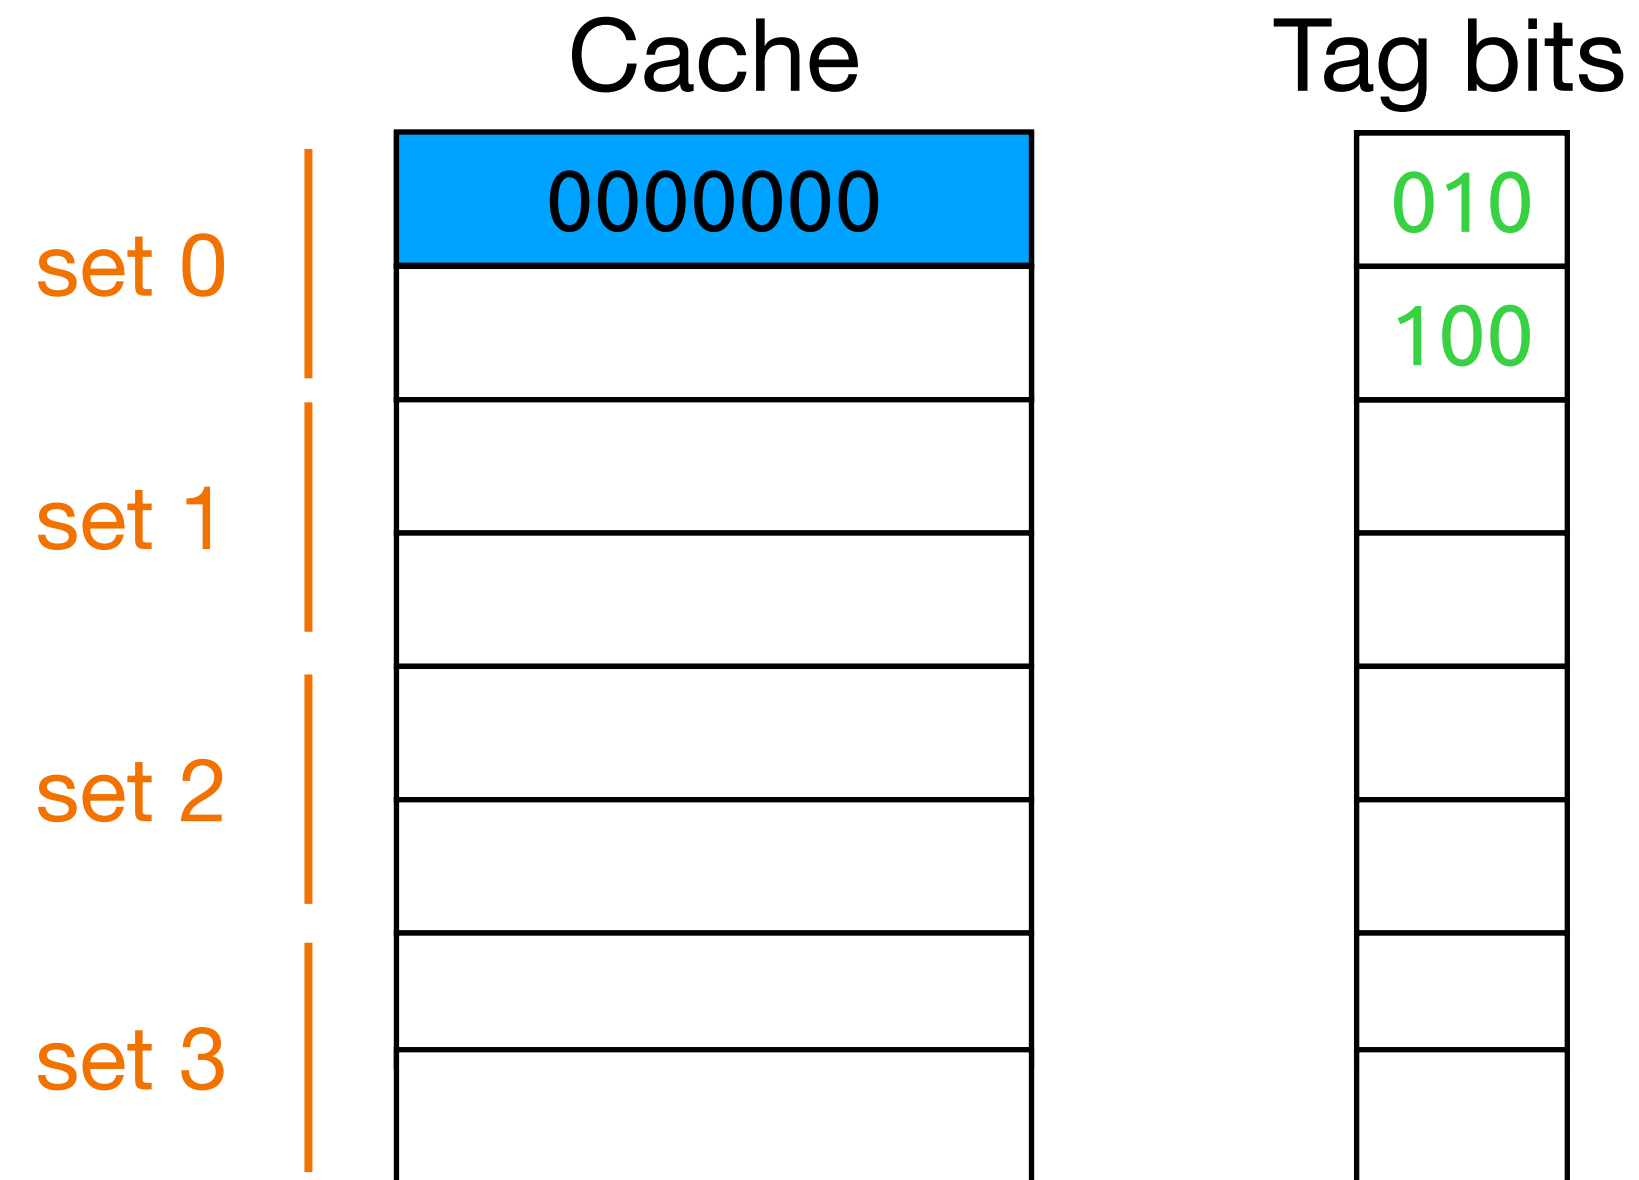 Cache Tag bits
0000000 010
set 0
100
set 1
set 2
set 3